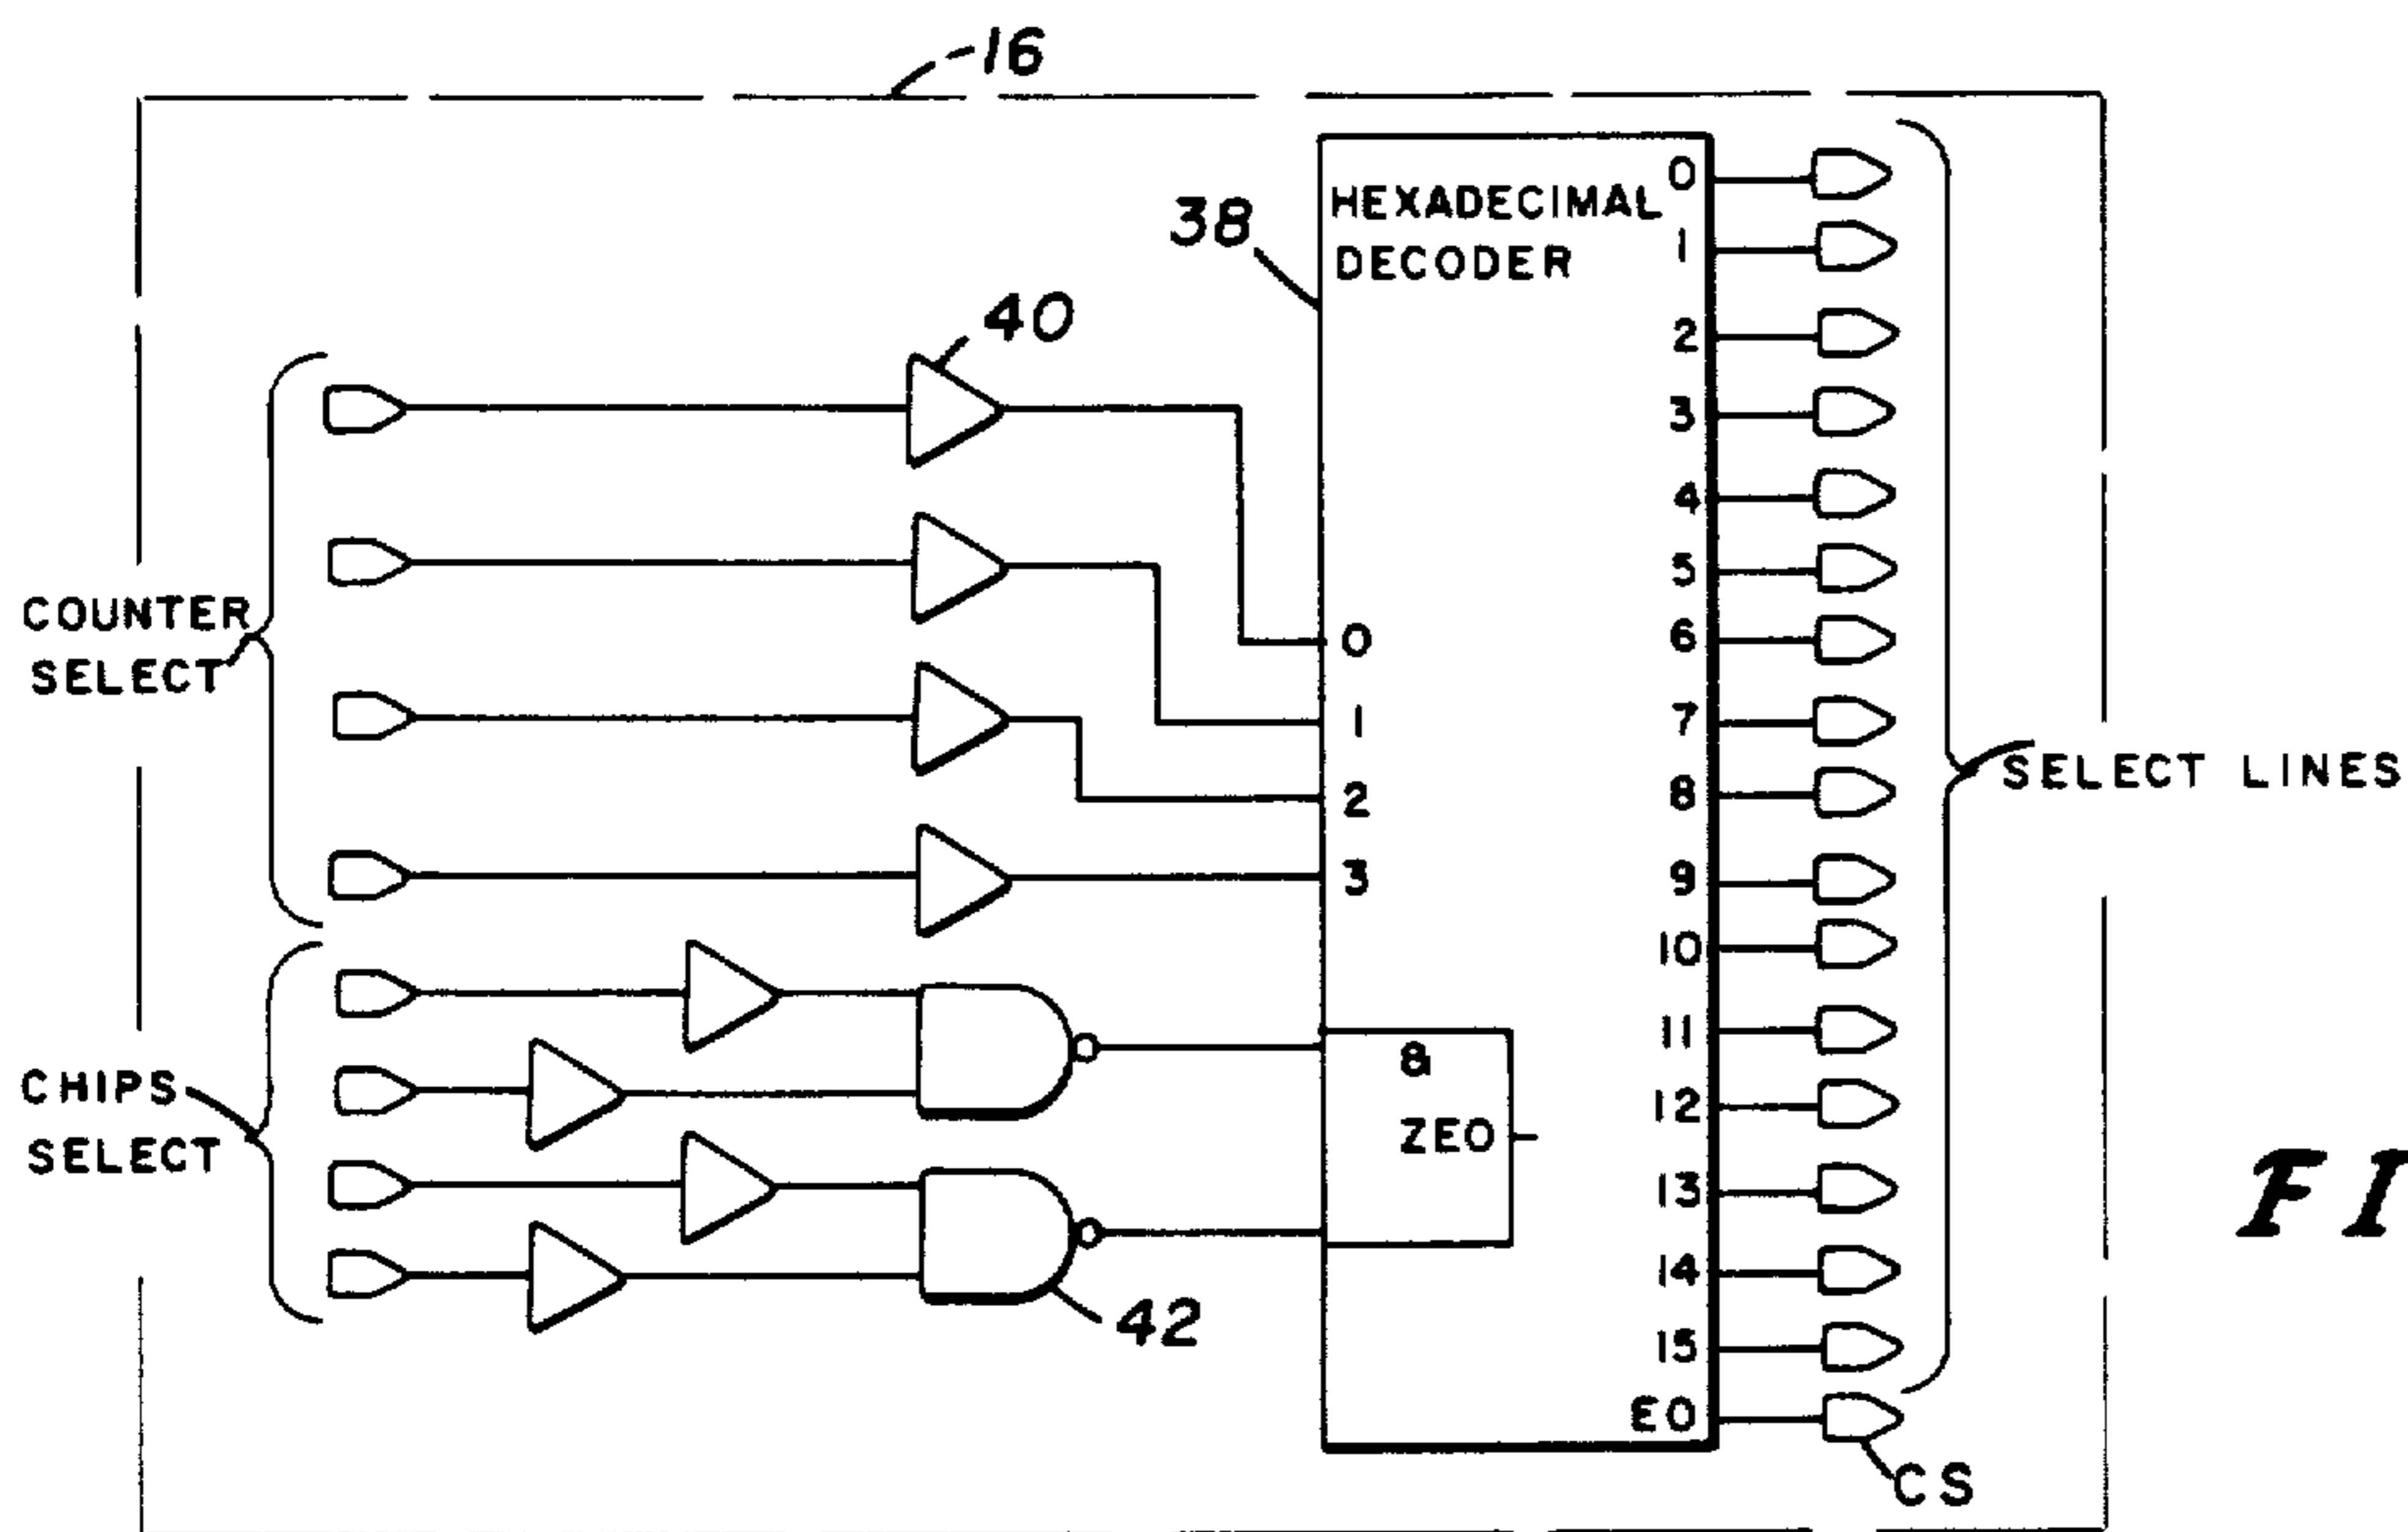 16
HEXADECIMAL
DECODER
38
40
0
1
2
3
4
5
6
7
8
9
10
11
12
13
14
15
EO
COUNTER
SELECT
0
1
2
3
SELECT LINES
CHIPS
SELECT
&
ZEO
42
CS
FI